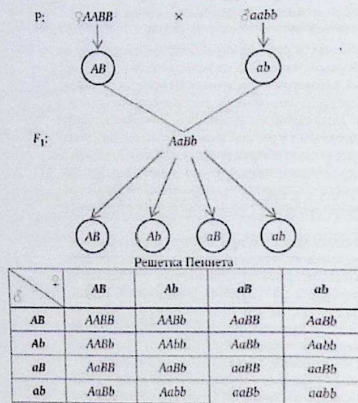 P: ♀AABB × ♂aabb
AB ab
F₁: AaBb
AB Ab aB ab
Решетка Пеннета
♂ ♀ AB Ab aB ab
AB AABB AABb AaBB AaBb
Ab AABb AAbb AaBb Aabb
aB AaBB AaBb aaBB aaBb
ab AaBb Aabb aaBb aabb